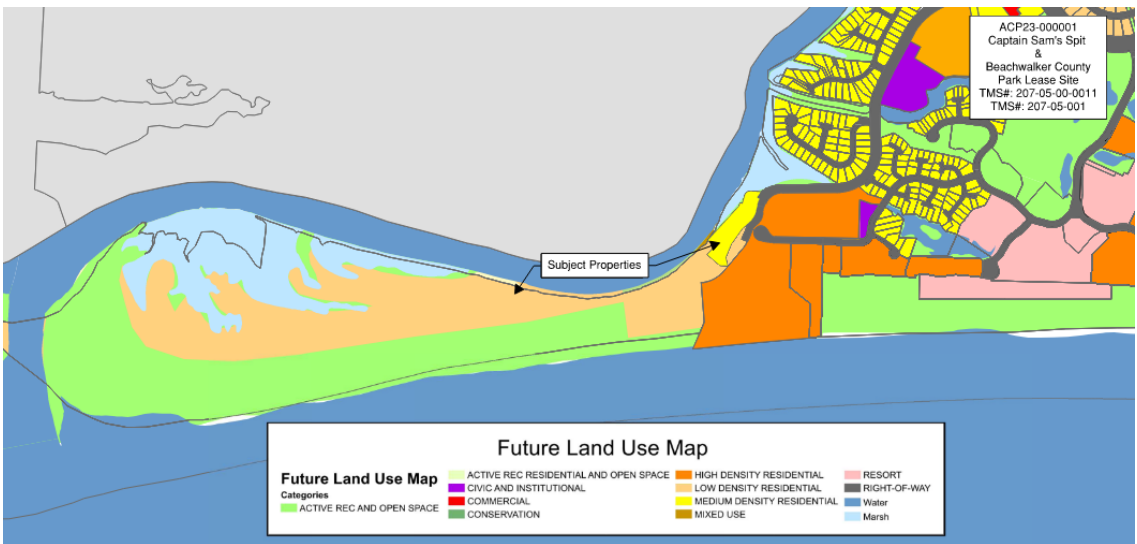 ACP23-000001
Captain Sam's Spit
&
Beachwalker County
Park Lease Site
TMS#: 207-05-00-0011
TMS#: 207-05-001
Subject Properties
Future Land Use Map
Future Land Use Map
Categories
ACTIVE REC AND OPEN SPACE
ACTIVE REC RESIDENTIAL AND OPEN SPACE
CIVIC AND INSTITUTIONAL
COMMERCIAL
CONSERVATION
HIGH DENSITY RESIDENTIAL
LOW DENSITY RESIDENTIAL
MEDIUM DENSITY RESIDENTIAL
MIXED USE
RESORT
RIGHT-OF-WAY
Water
Marsh